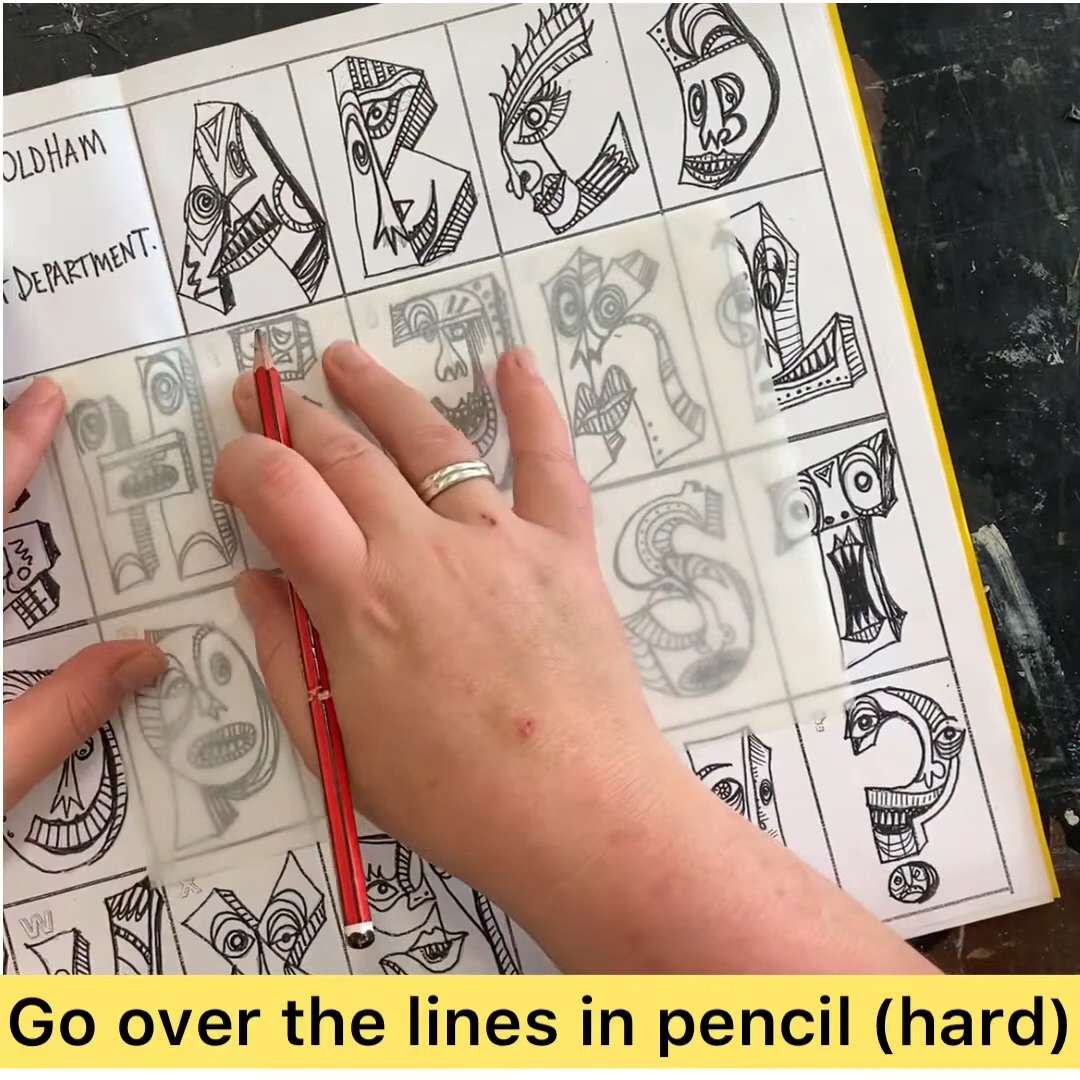 OLDHAM
T DEPARTMENT.
A B C D
H I J K L
S T
?
W X
Go over the lines in pencil (hard)